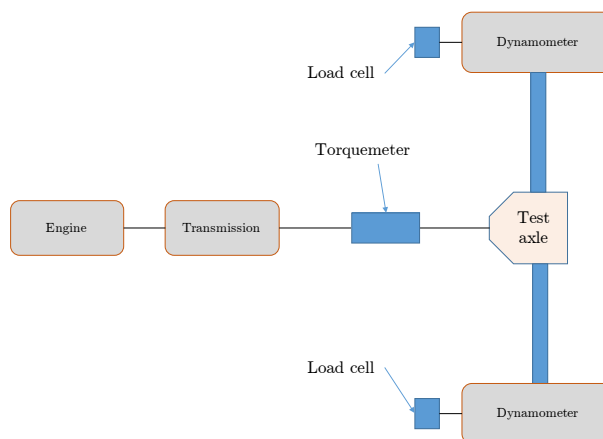 Dynamometer
Load cell
Torquemeter
Engine
Transmission
Test
axle
Load cell
Dynamometer